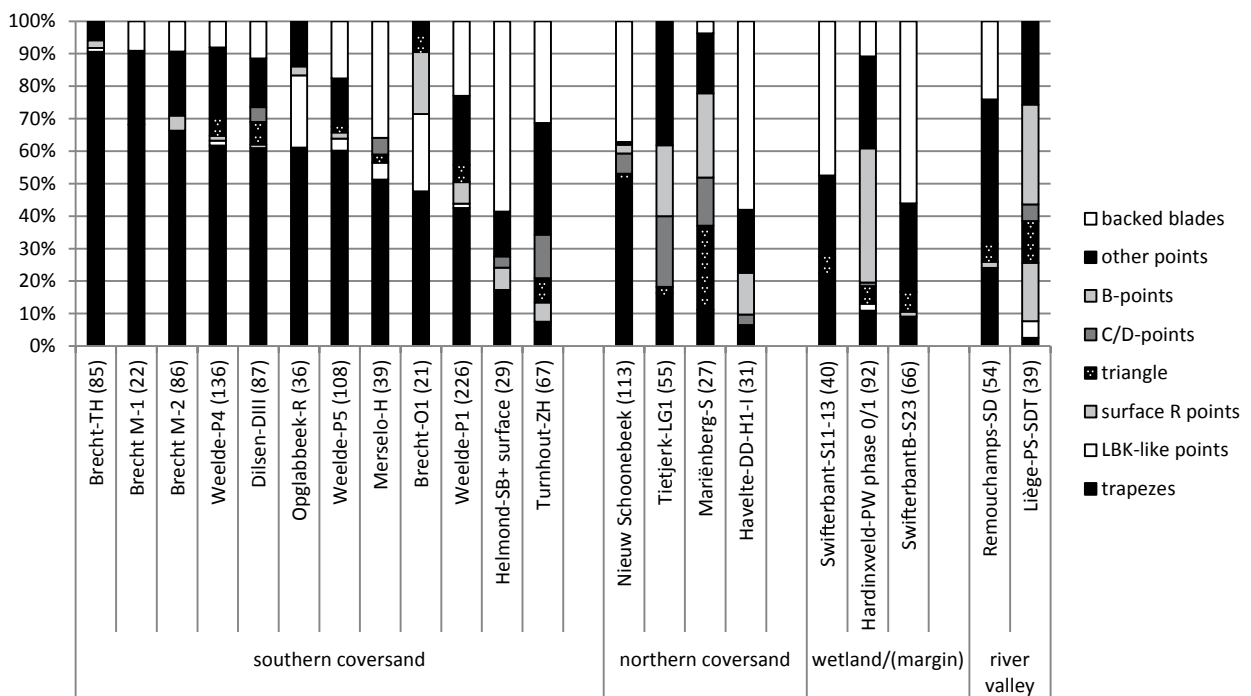 100%
90%
80%
70%
60%
50%
40%
30%
20%
10%
0%
Brecht-TH (85)
Brecht M-1 (22)
Brecht M-2 (86)
Weelde-P4 (136)
Dilsen-DIII (87)
Opglabbeek-R (36)
Weelde-P5 (108)
Merselo-H (39)
Brecht-O1 (21)
Weelde-P1 (226)
Helmond-SB+ surface (29)
Turnhout-ZH (67)
Nieuw Schoonebeek (113)
Tietjerk-LG1 (55)
Mariënberg-S (27)
Havelte-DD-H1-I (31)
Swifterbant-S11-13 (40)
Hardinxveld-PW phase 0/1 (92)
SwifterbantB-S23 (66)
Remouchamps-SD (54)
Liège-PS-SDT (39)
southern coversand
northern coversand
wetland/(margin)
river
valley
backed blades
other points
B-points
C/D-points
triangle
surface R points
LBK-like points
trapezes